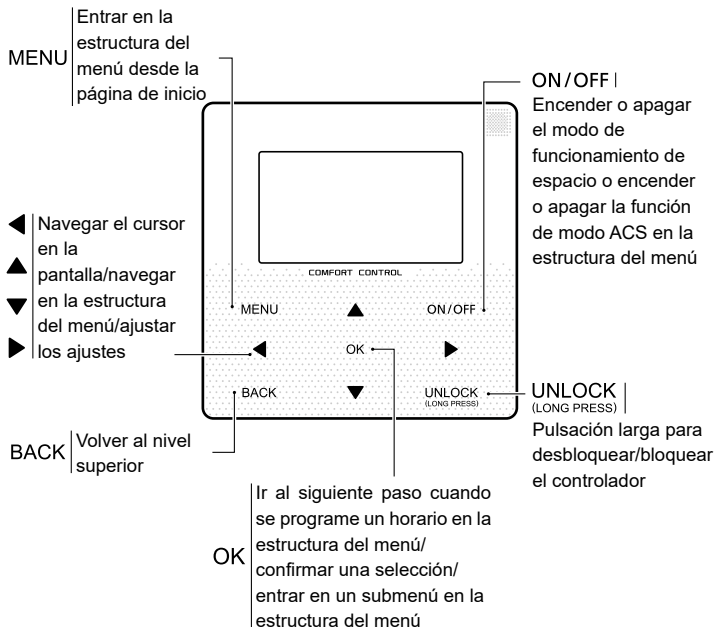 MENU
Entrar en la
estructura del
menú desde la
página de inicio
ON/OFF
Encender o apagar
el modo de
funcionamiento de
espacio o encender
o apagar la función
de modo ACS en la
estructura del menú
Navegar el cursor
en la
pantalla/navegar
en la estructura
del menú/ajustar
los ajustes
COMFORT CONTROL
MENU
ON/OFF
OK
BACK
UNLOCK
(LONG PRESS)
UNLOCK
(LONG PRESS)
Pulsación larga para
desbloquear/bloquear
el controlador
BACK
Volver al nivel
superior
OK
Ir al siguiente paso cuando
se programe un horario en la
estructura del menú/
confirmar una selección/
entrar en un submenú en la
estructura del menú